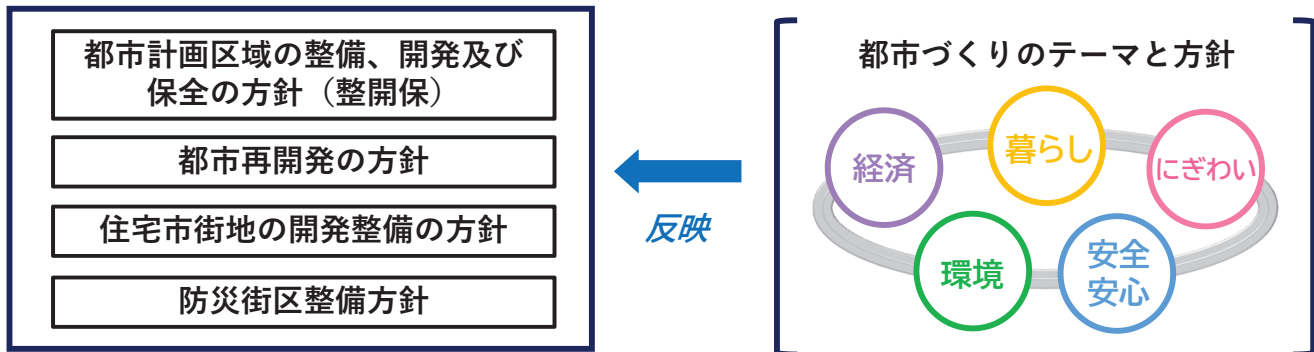 都市計画区域の整備、開発及び
保全の方針（整開保）
都市再開発の方針
住宅市街地の開発整備の方針
防災街区整備方針
反映
都市づくりのテーマと方針
経済
暮らし
にぎわい
環境
安全
安心